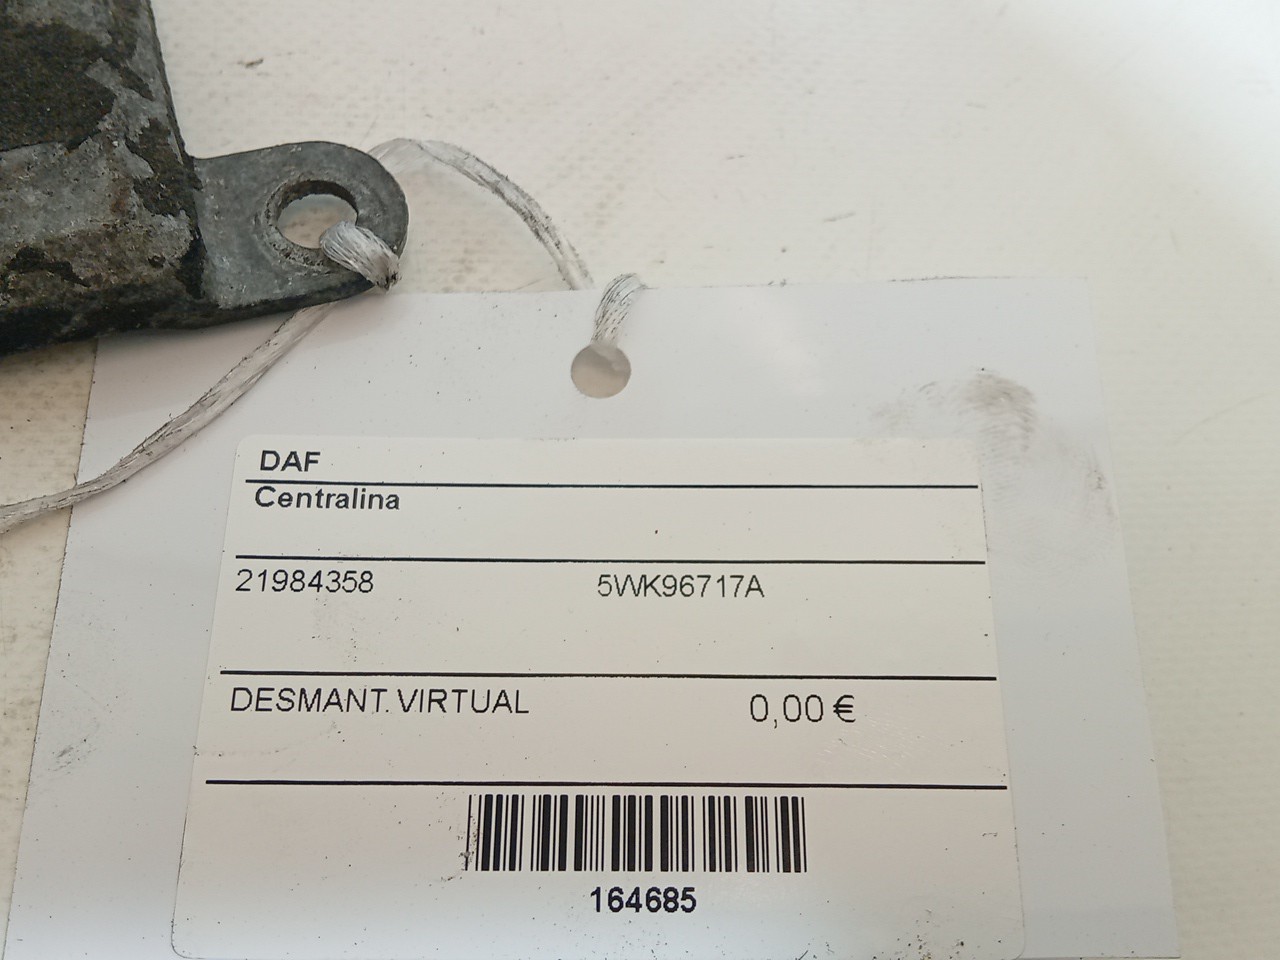 DAF
Centralina
21984358 5WK96717A
DESMANT. VIRTUAL 0,00 €
164685